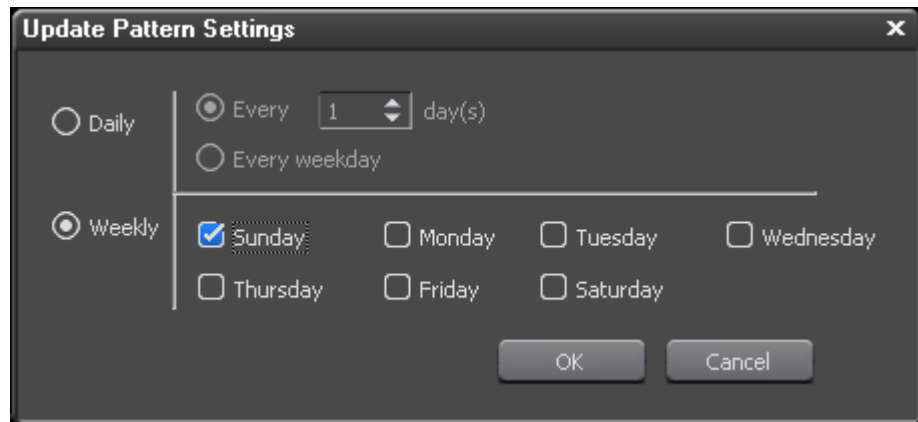 Update Pattern Settings
Daily
Every 1 day(s)
Every weekday
Weekly
Sunday Monday Tuesday Wednesday
Thursday Friday Saturday
OK Cancel